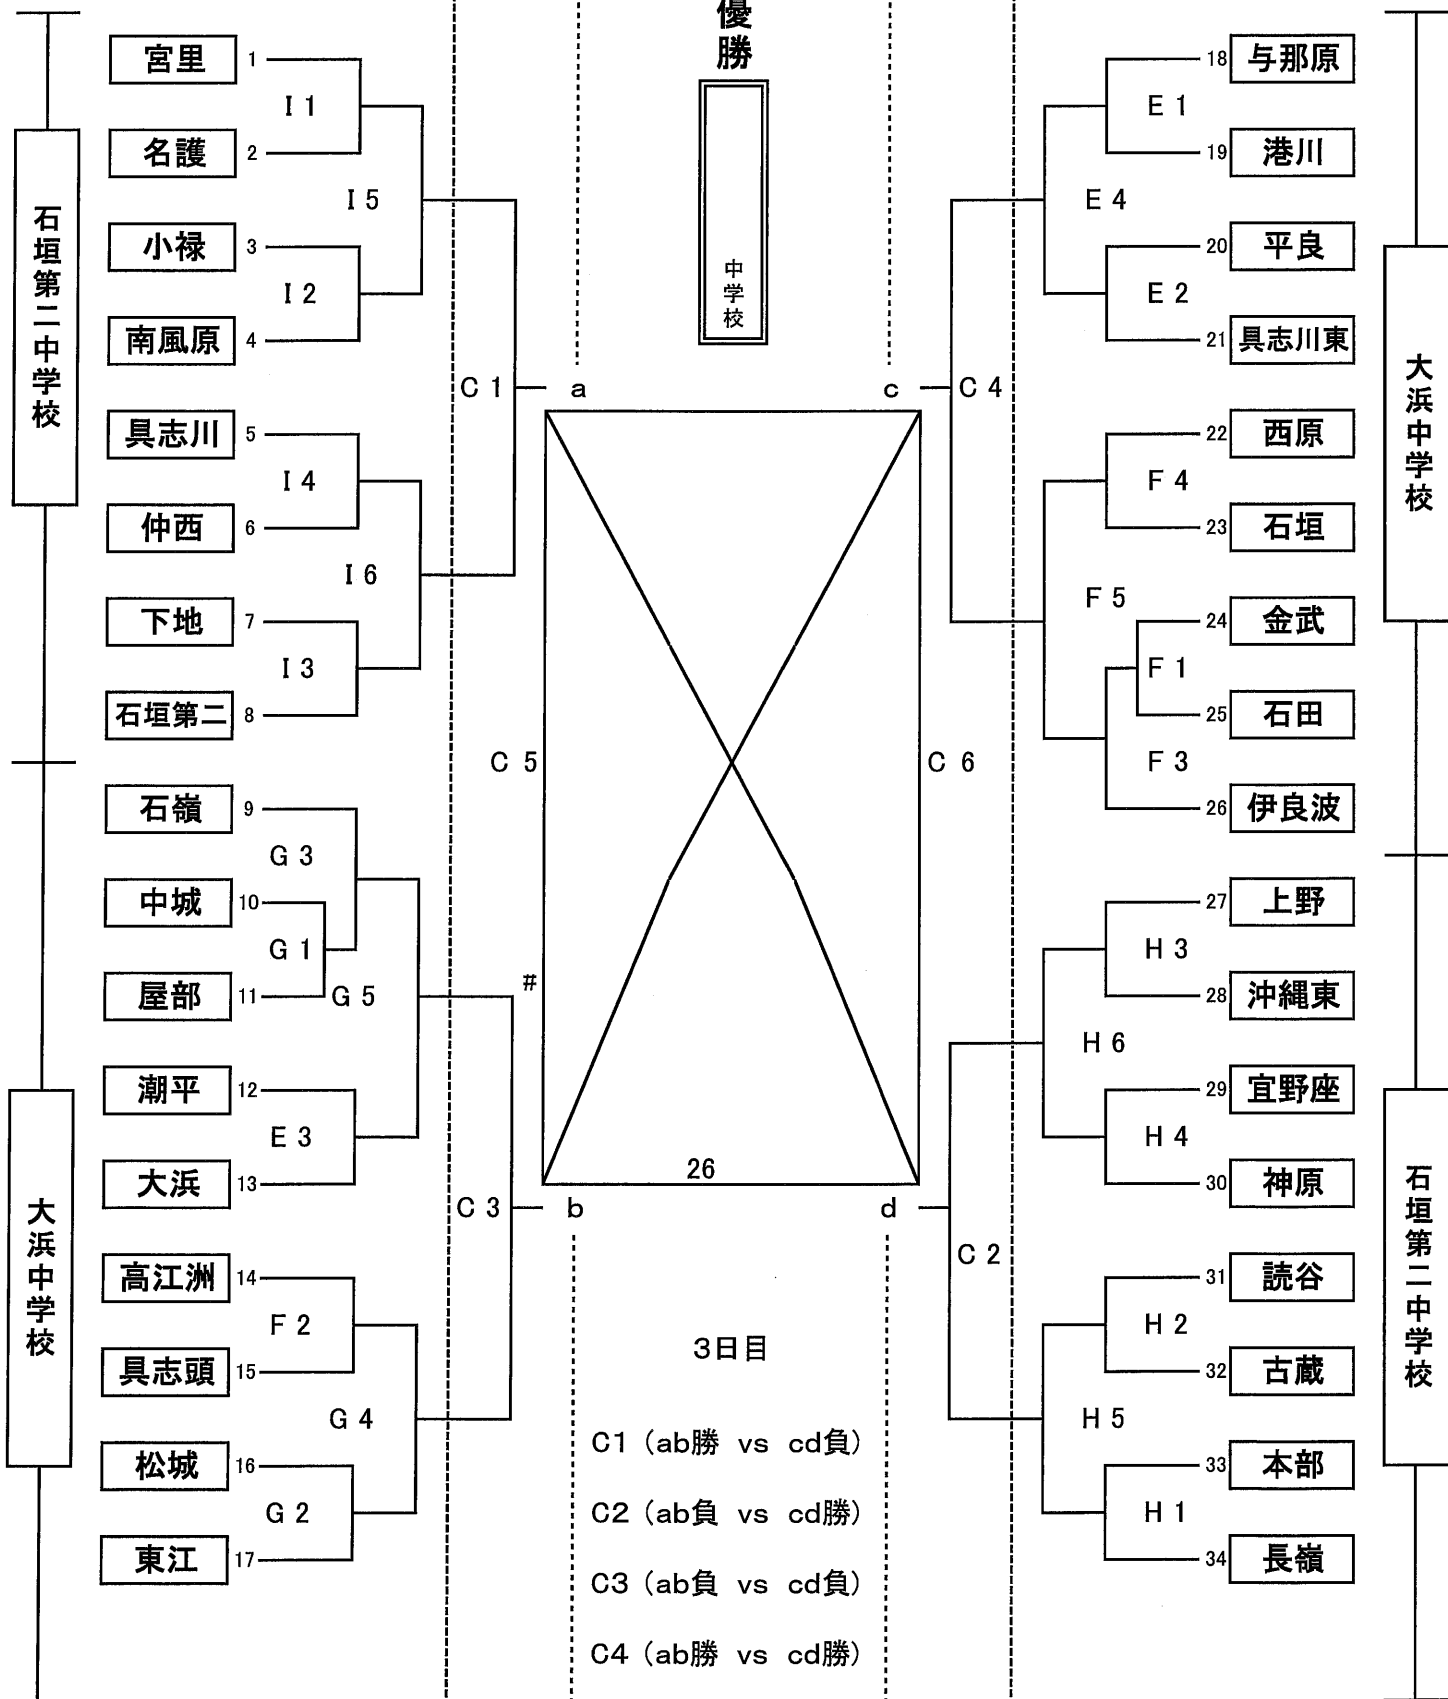 優勝
中学校
石垣第二中学校
大浜中学校
宮里 1
I 1
名護 2
I 5
小禄 3
I 2
南風原 4
C 1
具志川 5
I 4
仲西 6
I 6
下地 7
I 3
石垣第二 8
石嶺 9
G 3
中城 10
G 1
屋部 11
G 5
潮平 12
E 3
大浜 13
C 3
高江洲 14
F 2
具志頭 15
G 4
松城 16
G 2
東江 17
a
c
C 5
C 6
#
26
b
d
3日目
C1 (ab勝 vs cd負)
C2 (ab負 vs cd勝)
C3 (ab負 vs cd負)
C4 (ab勝 vs cd勝)
18 与那原
E 1
19 港川
E 4
20 平良
E 2
21 具志川東
C 4
22 西原
F 4
23 石垣
F 5
24 金武
F 1
25 石田
F 3
26 伊良波
27 上野
H 3
28 沖縄東
H 6
29 宜野座
H 4
30 神原
C 2
31 読谷
H 2
32 古蔵
H 5
33 本部
H 1
34 長嶺
大浜中学校
石垣第二中学校